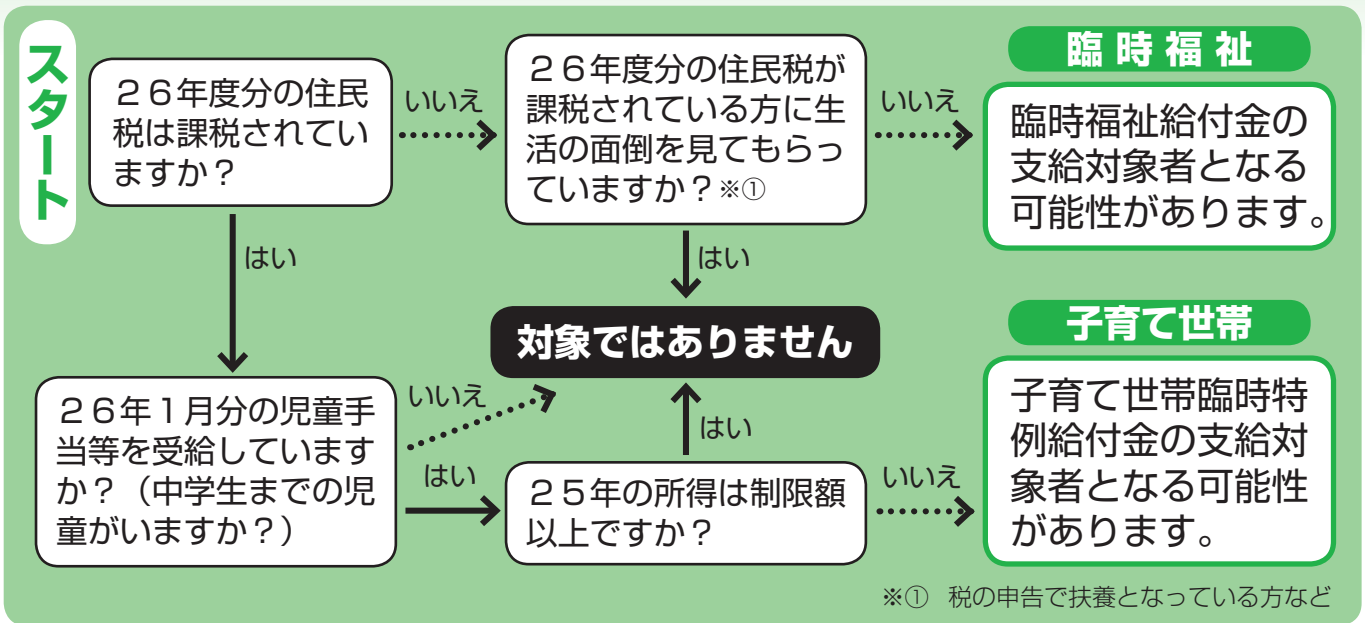 スタート
26年度分の住民
税は課税されてい
ますか？
いいえ
26年度分の住民税が
課税されている方に生
活の面倒を見てもらっ
ていますか？※①
いいえ
臨時福祉
臨時福祉給付金の
支給対象者となる
可能性があります。
はい
はい
対象ではありません
子育て世帯
26年1月分の児童手
当等を受給しています
か？（中学生までの児
童がいますか？）
いいえ
はい
はい
25年の所得は制限額
以上ですか？
いいえ
子育て世帯臨時特
例給付金の支給対
象者となる可能性
があります。
※①　税の申告で扶養となっている方など